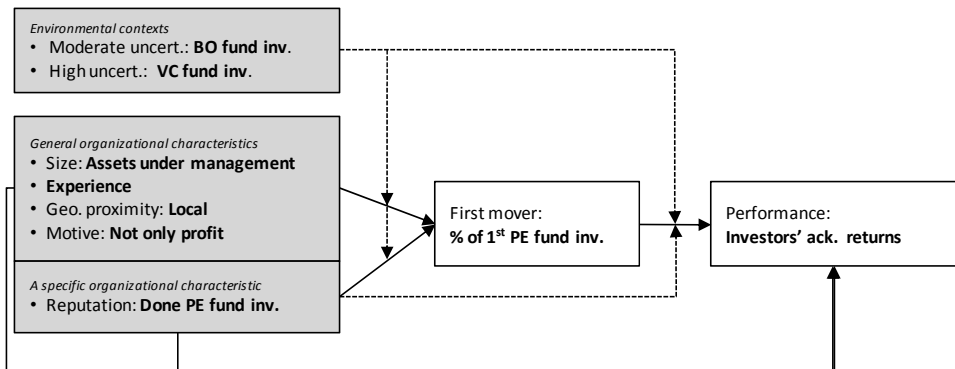 Environmental contexts
• Moderate uncert.: BO fund inv.
• High uncert.: VC fund inv.
General organizational characteristics
• Size: Assets under management
• Experience
• Geo. proximity: Local
• Motive: Not only profit
A specific organizational characteristic
• Reputation: Done PE fund inv.
First mover:
% of 1st PE fund inv.
Performance:
Investors’ ack. returns